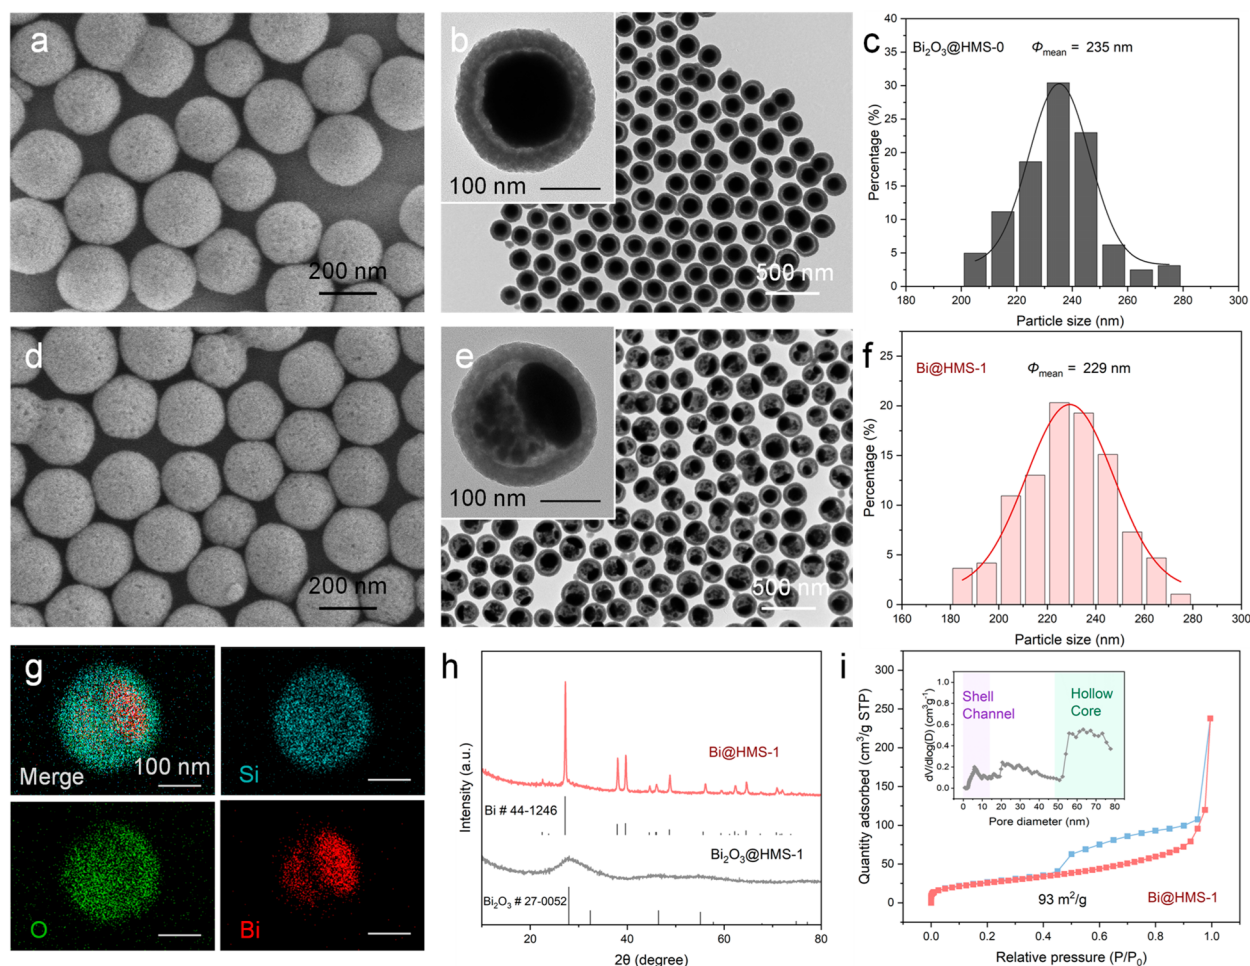 a
200 nm
b
100 nm
500 nm
c
Bi₂O₃@HMS-0 Φmean = 235 nm
40
35
30
25
20
15
10
5
0
Percentage (%)
180 200 220 240 260 280 300
Particle size (nm)
d
200 nm
e
100 nm
500 nm
f
Bi@HMS-1 Φmean = 229 nm
25
20
15
10
5
0
Percentage (%)
160 180 200 220 240 260 280 300
Particle size (nm)
g
Merge
100 nm
Si
O
Bi
h
Bi@HMS-1
Bi # 44-1246
Bi₂O₃@HMS-1
Bi₂O₃ # 27-0052
Intensity (a.u.)
20 40 60 80
2θ (degree)
i
325
300
250
200
150
100
50
0
Quantity adsorbed (cm³/g STP)
1.0
0.8
0.6
0.4
0.2
0.0
dV/dlog(D) (cm³g⁻¹)
Shell
Channel
Hollow
Core
0 10 20 30 40 50 60 70 80
Pore diameter (nm)
93 m²/g
Bi@HMS-1
0.0 0.2 0.4 0.6 0.8 1.0
Relative pressure (P/P₀)